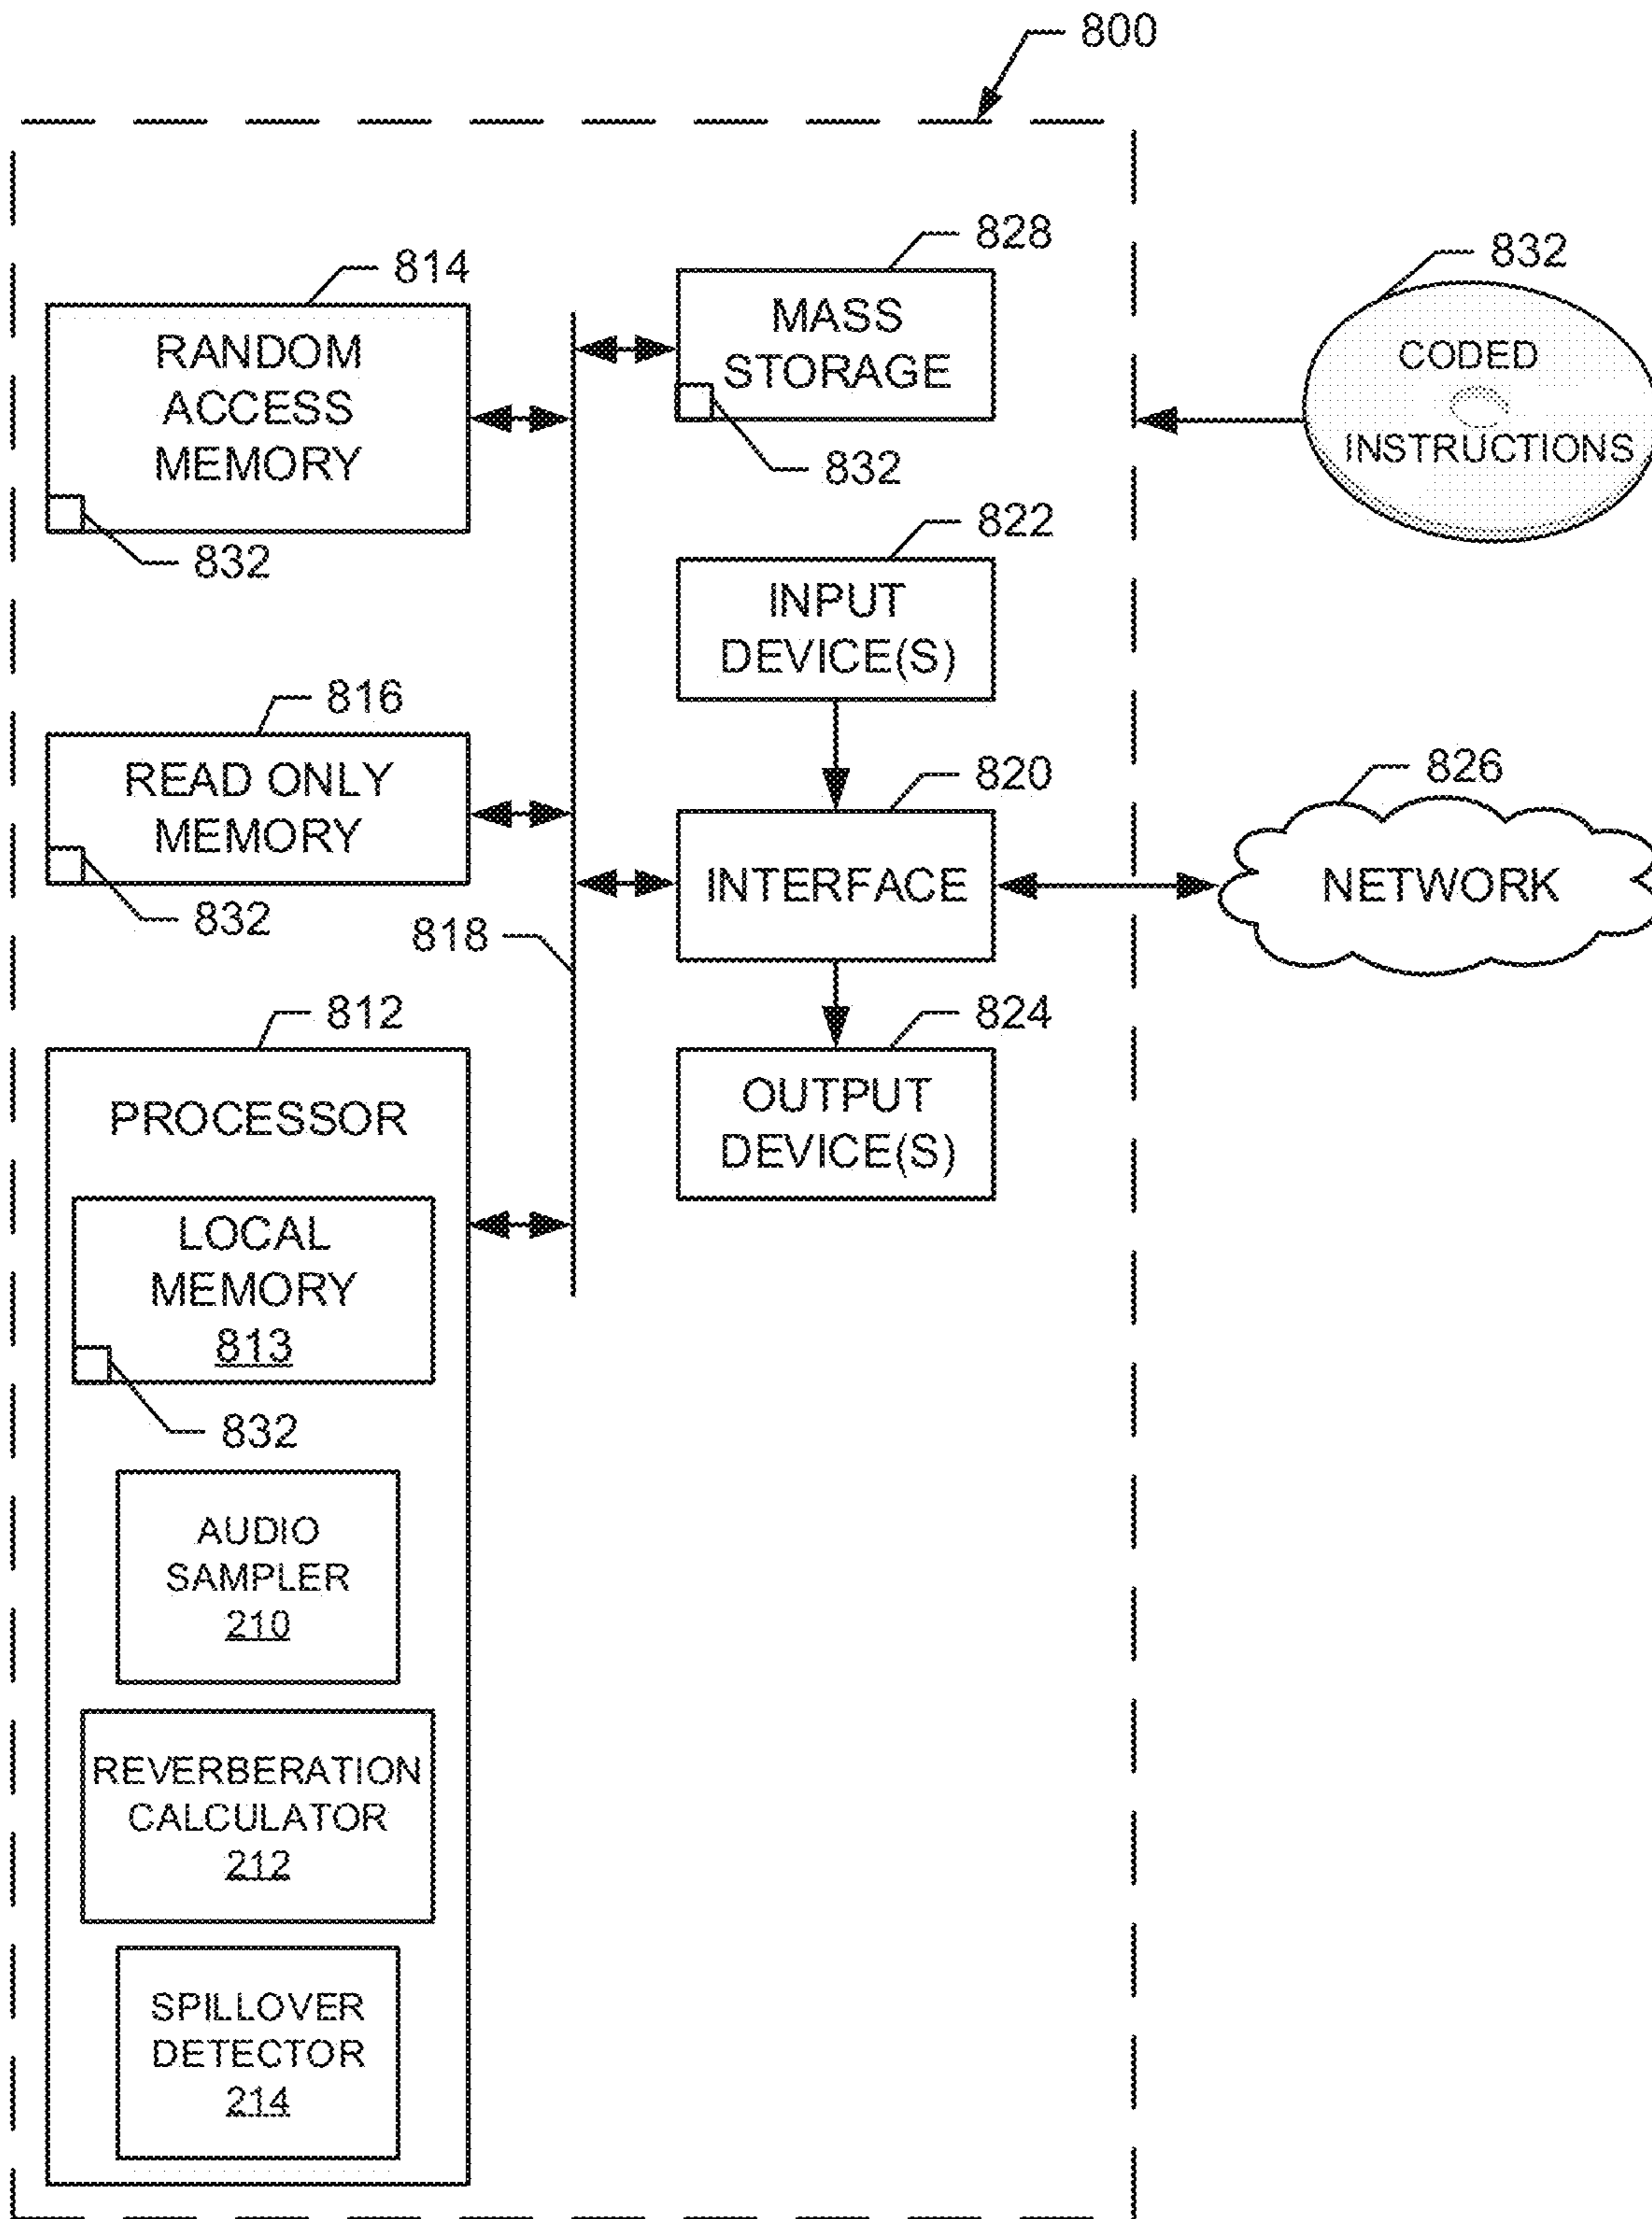 800
814
RANDOM
ACCESS
MEMORY
832
828
MASS
STORAGE
832
832
CODED
INSTRUCTIONS
822
INPUT
DEVICE(S)
816
READ ONLY
MEMORY
832
820
INTERFACE
826
NETWORK
818
812
PROCESSOR
LOCAL
MEMORY
813
832
824
OUTPUT
DEVICE(S)
AUDIO
SAMPLER
210
REVERBERATION
CALCULATOR
212
SPILLOVER
DETECTOR
214